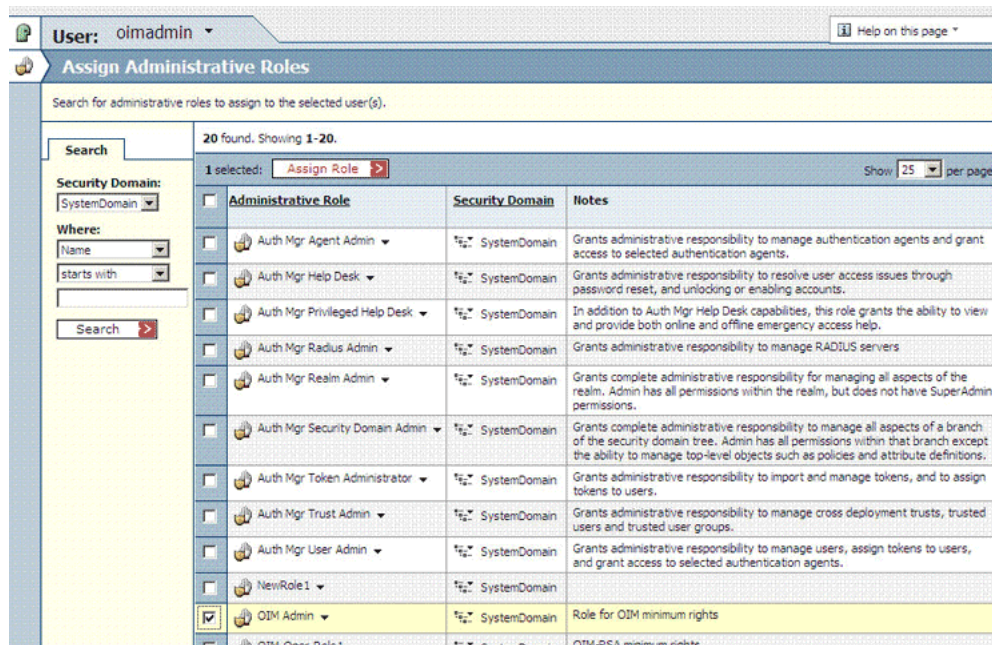 User: oimadmin
Help on this page
Assign Administrative Roles
Search for administrative roles to assign to the selected user(s).
Search
Security Domain:
SystemDomain
Where:
Name
starts with
Search
20 found. Showing 1-20.
1 selected: Assign Role
Show 25 per page
Administrative Role Security Domain Notes
Auth Mgr Agent Admin SystemDomain Grants administrative responsibility to manage authentication agents and grant
access to selected authentication agents.
Auth Mgr Help Desk SystemDomain Grants administrative responsibility to resolve user access issues through
password reset, and unlocking or enabling accounts.
Auth Mgr Privileged Help Desk SystemDomain In addition to Auth Mgr Help Desk capabilities, this role grants the ability to view
and provide both online and offline emergency access help.
Auth Mgr Radius Admin SystemDomain Grants administrative responsibility to manage RADIUS servers
Auth Mgr Realm Admin SystemDomain Grants complete administrative responsibility for managing all aspects of the
realm. Admin has all permissions within the realm, but does not have SuperAdmin
permissions.
Auth Mgr Security Domain Admin SystemDomain Grants complete administrative responsibility to manage all aspects of a branch
of the security domain tree. Admin has all permissions within that branch except
the ability to manage top-level objects such as policies and attribute definitions.
Auth Mgr Token Administrator SystemDomain Grants administrative responsibility to import and manage tokens, and to assign
tokens to users.
Auth Mgr Trust Admin SystemDomain Grants administrative responsibility to manage cross deployment trusts, trusted
users and trusted user groups.
Auth Mgr User Admin SystemDomain Grants administrative responsibility to manage users, assign tokens to users,
and grant access to selected authentication agents.
NewRole1 SystemDomain
OIM Admin SystemDomain Role for OIM minimum rights
OIM-RSA minimum rights